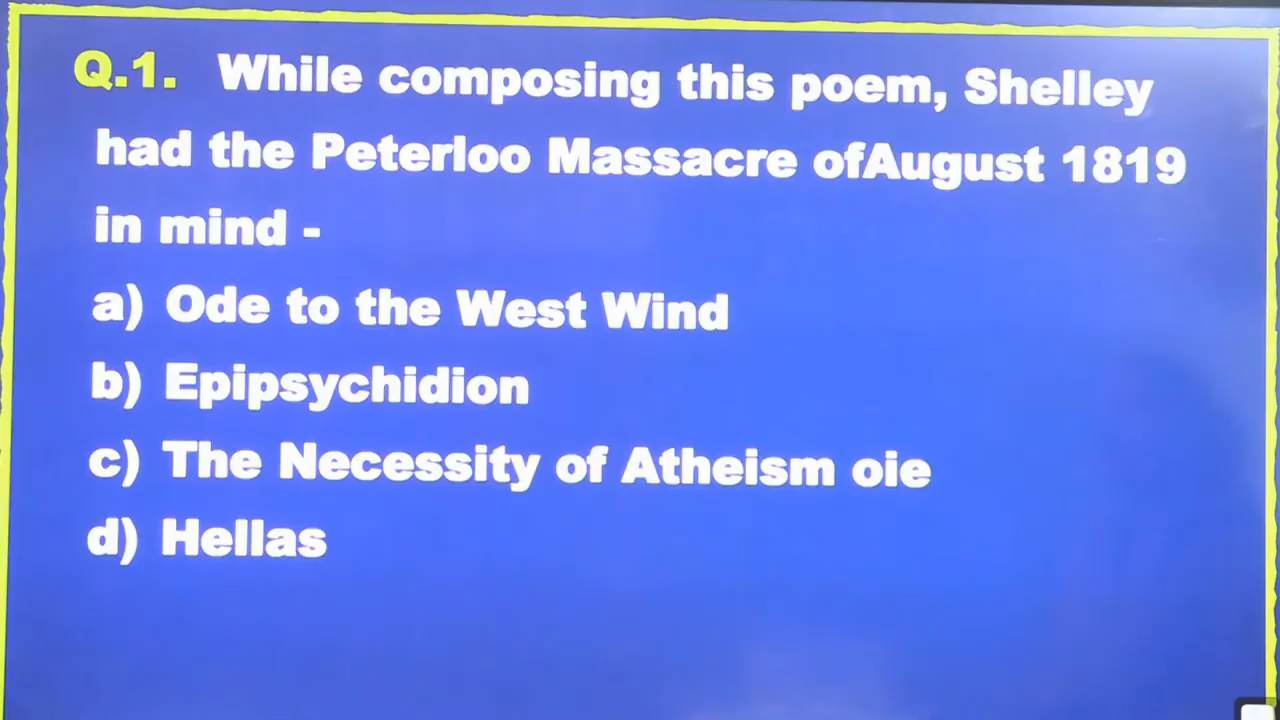 Q.1. While composing this poem, Shelley
had the Peterloo Massacre ofAugust 1819
in mind -
a) Ode to the West Wind
b) Epipsychidion
c) The Necessity of Atheism oie
d) Hellas